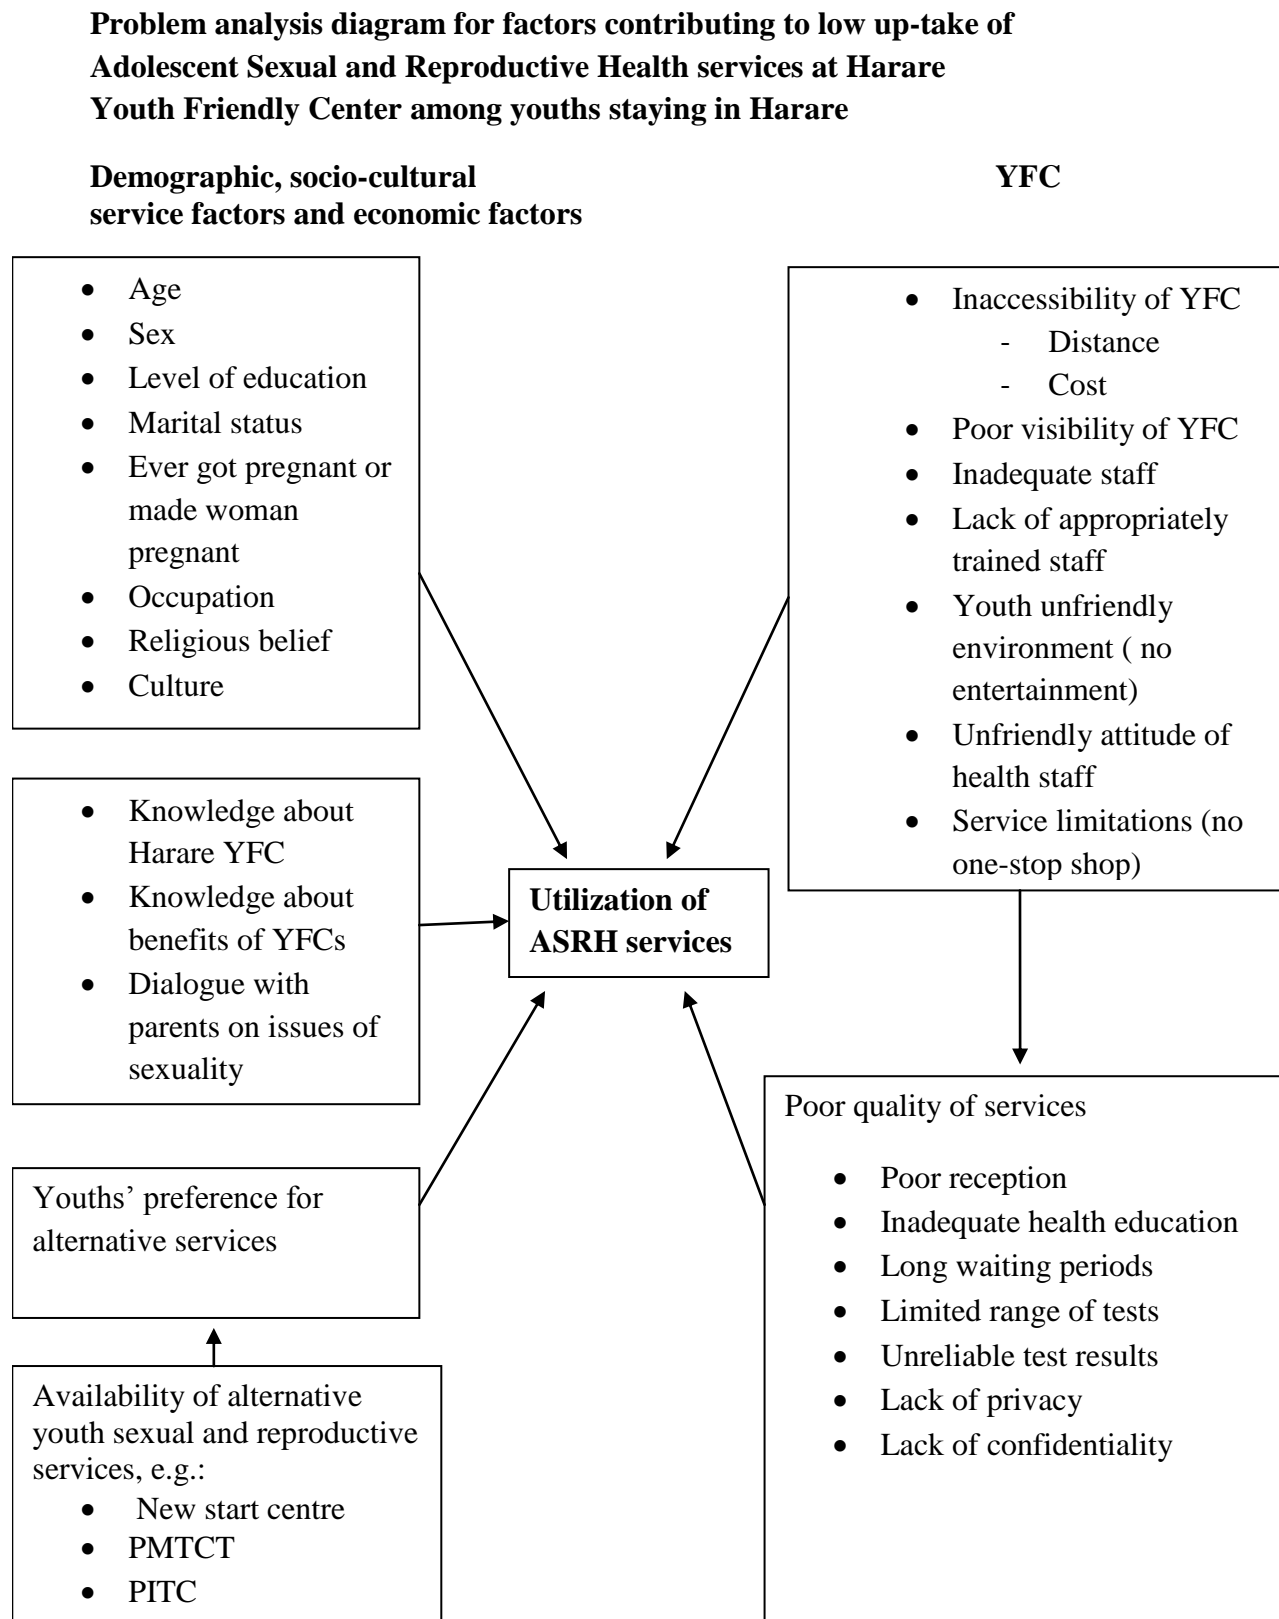 Problem analysis diagram for factors contributing to low up-take of
Adolescent Sexual and Reproductive Health services at Harare
Youth Friendly Center among youths staying in Harare
Demographic, socio-cultural
service factors and economic factors
YFC
• Age
• Sex
• Level of education
• Marital status
• Ever got pregnant or
made woman
pregnant
• Occupation
• Religious belief
• Culture
• Knowledge about
Harare YFC
• Knowledge about
benefits of YFCs
• Dialogue with
parents on issues of
sexuality
Youths’ preference for
alternative services
Availability of alternative
youth sexual and reproductive
services, e.g.:
• New start centre
• PMTCT
• PITC
Utilization of
ASRH services
• Inaccessibility of YFC
- Distance
- Cost
• Poor visibility of YFC
• Inadequate staff
• Lack of appropriately
trained staff
• Youth unfriendly
environment ( no
entertainment)
• Unfriendly attitude of
health staff
• Service limitations (no
one-stop shop)
Poor quality of services
• Poor reception
• Inadequate health education
• Long waiting periods
• Limited range of tests
• Unreliable test results
• Lack of privacy
• Lack of confidentiality